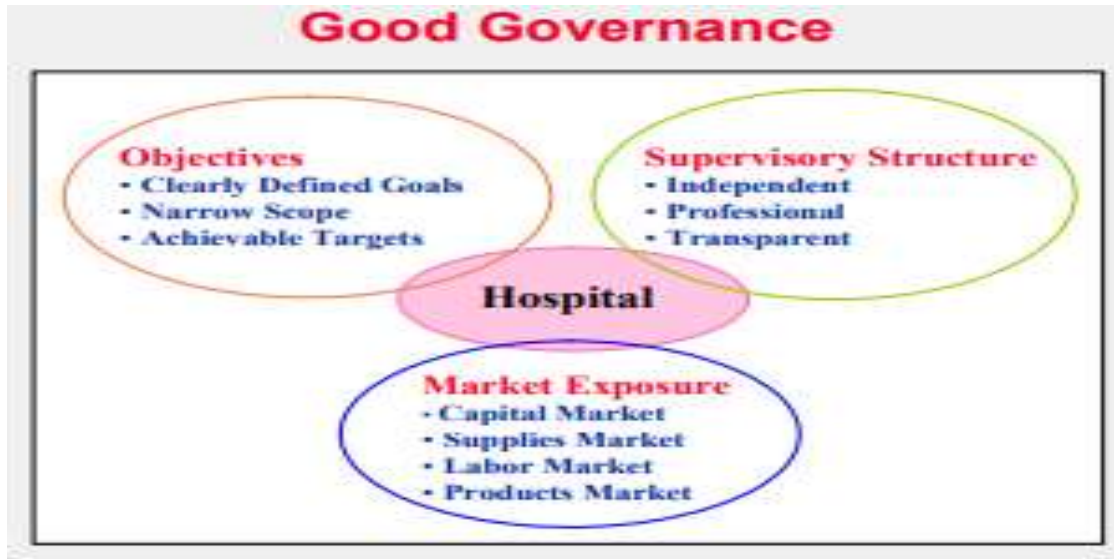 Good Governance
Objectives
• Clearly Defined Goals
• Narrow Scope
• Achievable Targets
Supervisory Structure
• Independent
• Professional
• Transparent
Hospital
Market Exposure
• Capital Market
• Supplies Market
• Labor Market
• Products Market